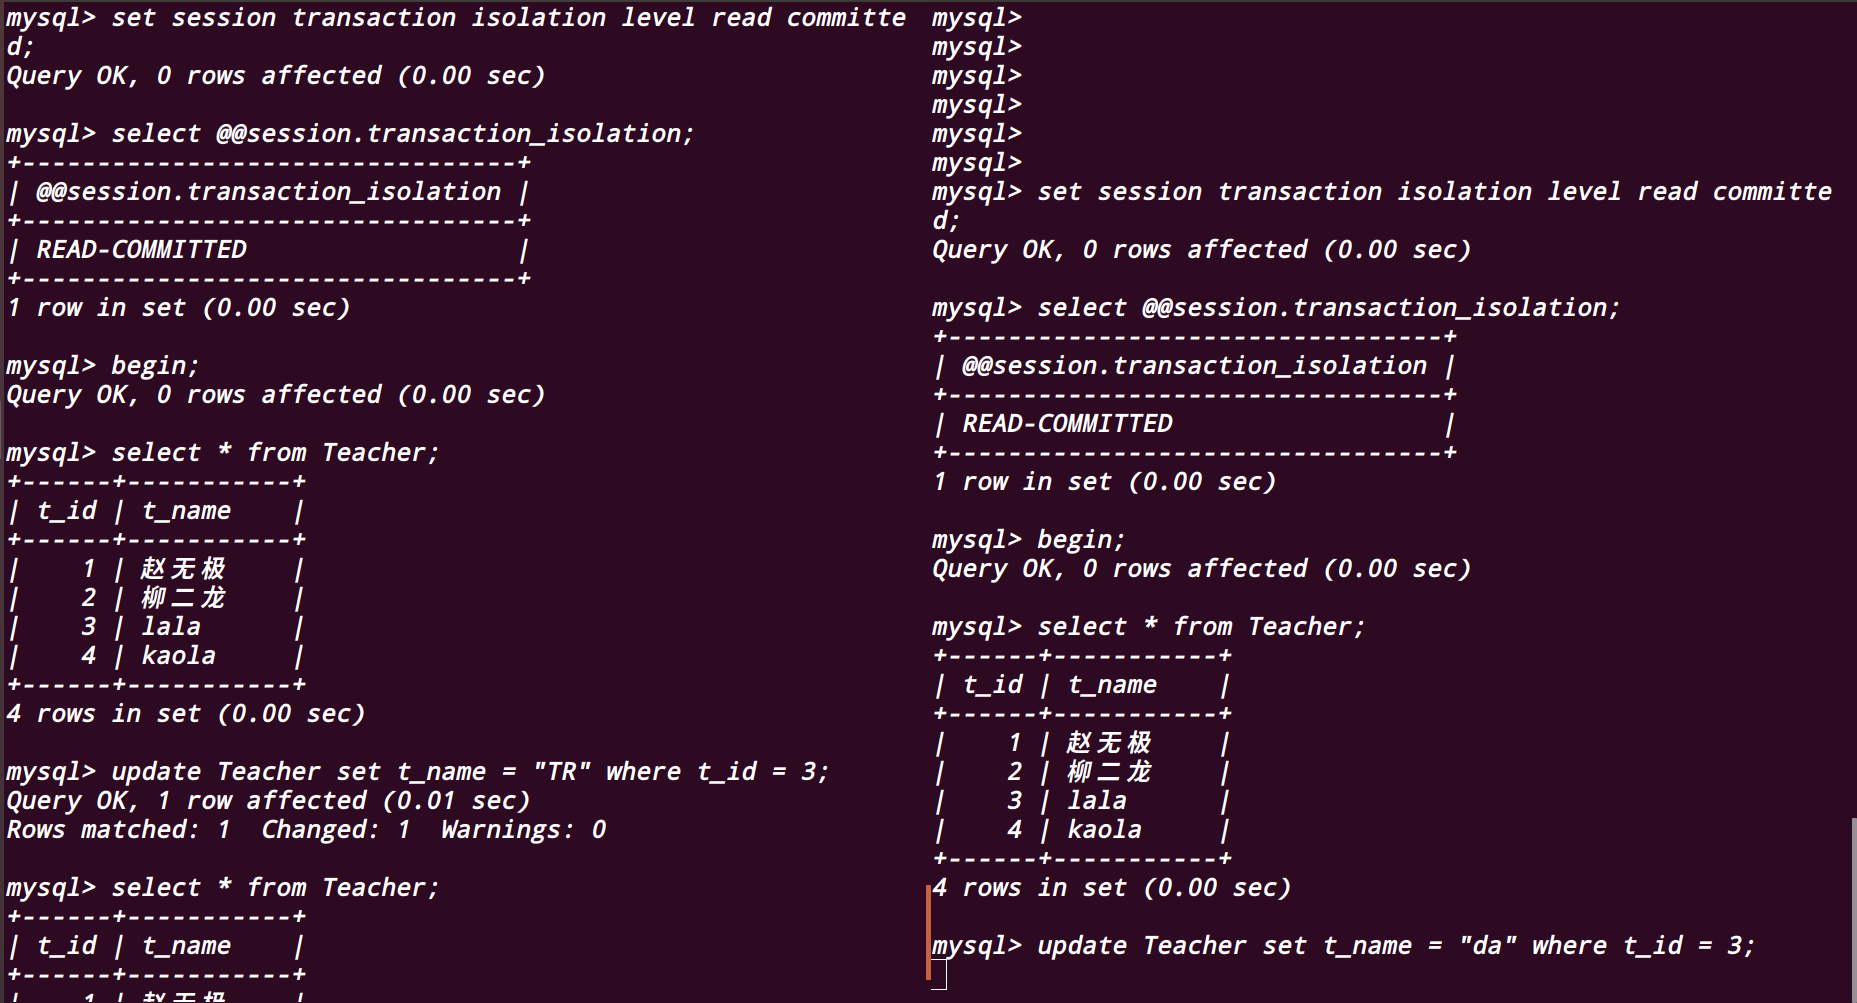 mysql> set session transaction isolation level read committe
d;
Query OK, 0 rows affected (0.00 sec)
mysql> select @@session.transaction_isolation;
+---------------------------------+
| @@session.transaction_isolation |
+---------------------------------+
| READ-COMMITTED                  |
+---------------------------------+
1 row in set (0.00 sec)
mysql> begin;
Query OK, 0 rows affected (0.00 sec)
mysql> select * from Teacher;
+------+-----------+
| t_id | t_name    |
+------+-----------+
|    1 | 赵无极    |
|    2 | 柳二龙    |
|    3 | lala      |
|    4 | kaola     |
+------+-----------+
4 rows in set (0.00 sec)
mysql> update Teacher set t_name = "TR" where t_id = 3;
Query OK, 1 row affected (0.01 sec)
Rows matched: 1  Changed: 1  Warnings: 0
mysql> select * from Teacher;
+------+-----------+
| t_id | t_name    |
+------+-----------+
|    1 | 赵无极    |
mysql>
mysql>
mysql>
mysql>
mysql>
mysql>
mysql> set session transaction isolation level read committe
d;
Query OK, 0 rows affected (0.00 sec)
mysql> select @@session.transaction_isolation;
+---------------------------------+
| @@session.transaction_isolation |
+---------------------------------+
| READ-COMMITTED                  |
+---------------------------------+
1 row in set (0.00 sec)
mysql> begin;
Query OK, 0 rows affected (0.00 sec)
mysql> select * from Teacher;
+------+-----------+
| t_id | t_name    |
+------+-----------+
|    1 | 赵无极    |
|    2 | 柳二龙    |
|    3 | lala      |
|    4 | kaola     |
+------+-----------+
4 rows in set (0.00 sec)
mysql> update Teacher set t_name = "da" where t_id = 3;